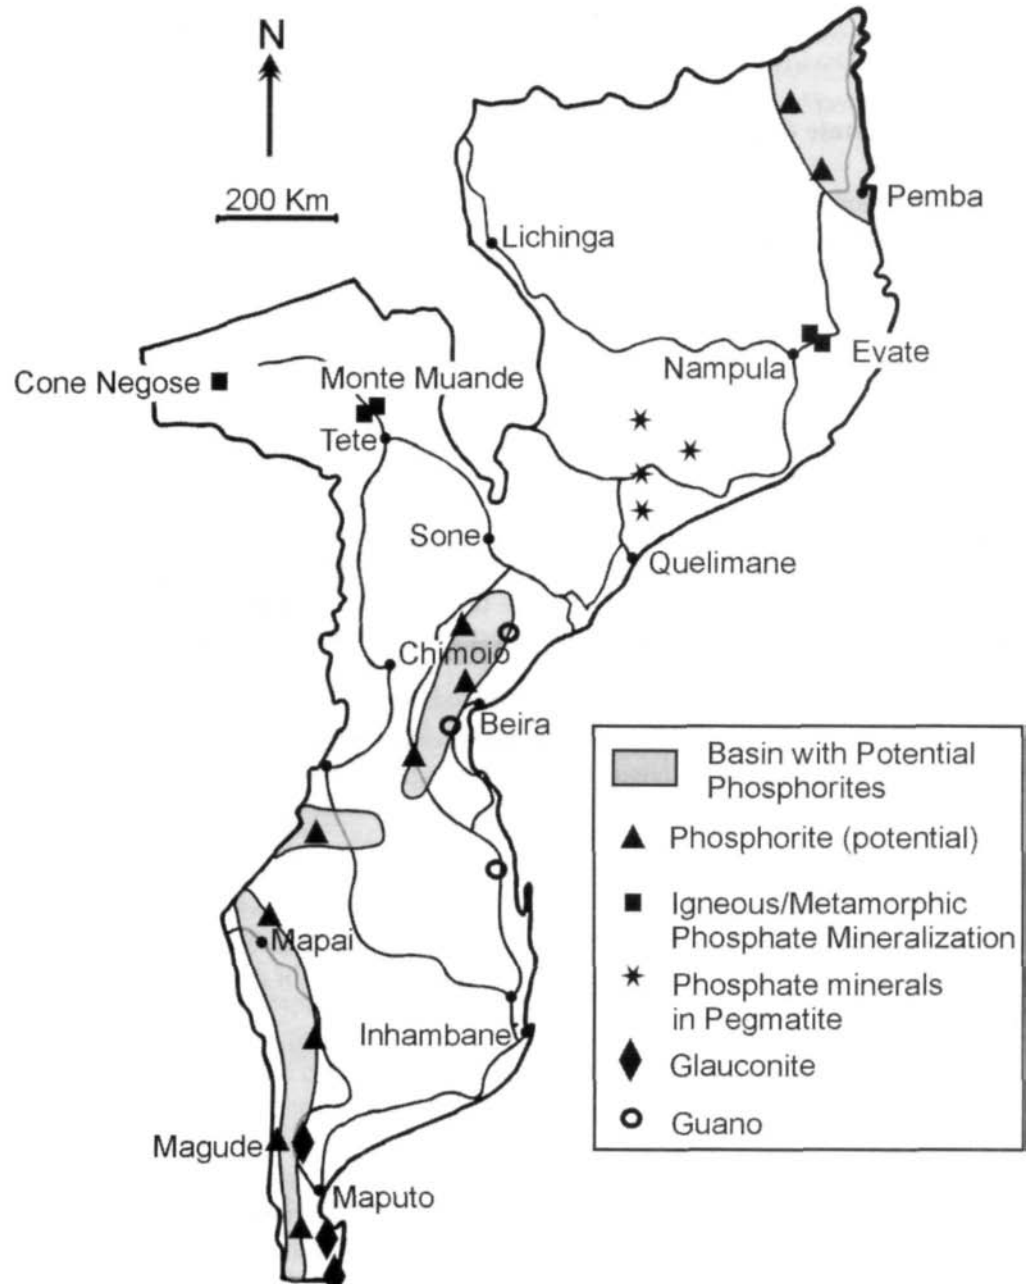 N
200 Km
Pemba
Lichinga
Evate
Nampula
Cone Negose
Monte Muande
Tete
Sone
Quelimane
Chimoio
Beira
Mapai
Inhambane
Magude
Maputo
Basin with Potential
Phosphorites
Phosphorite (potential)
Igneous/Metamorphic
Phosphate Mineralization
Phosphate minerals
in Pegmatite
Glauconite
Guano